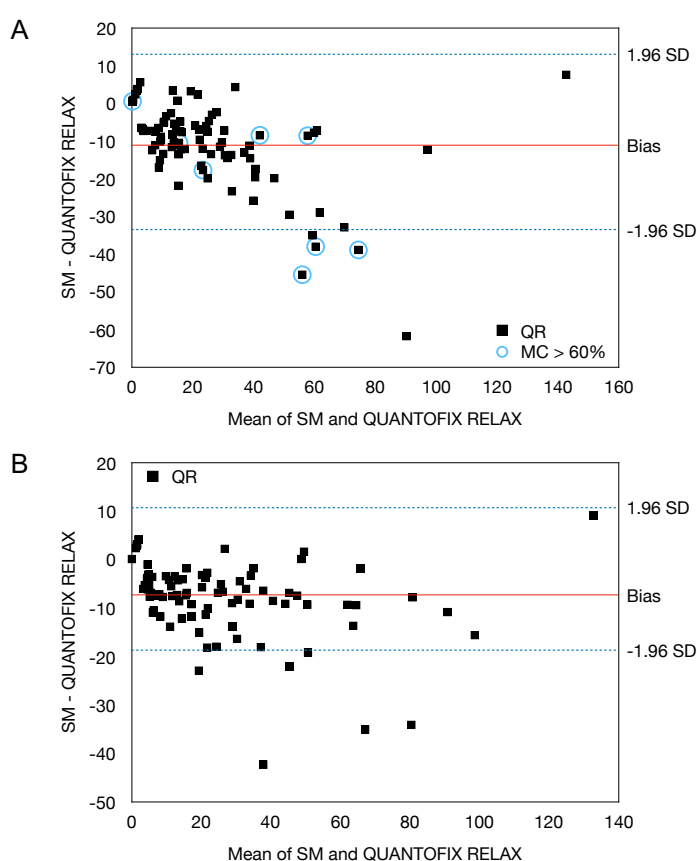 A
20
10
0
-10
-20
-30
-40
-50
-60
-70
SM - QUANTOFIX RELAX
1.96 SD
Bias
-1.96 SD
QR
MC > 60%
0 20 40 60 80 100 120 140 160
Mean of SM and QUANTOFIX RELAX
B
20
10
0
-10
-20
-30
-40
-50
SM - QUANTOFIX RELAX
QR
1.96 SD
Bias
-1.96 SD
0 20 40 60 80 100 120 140
Mean of SM and QUANTOFIX RELAX